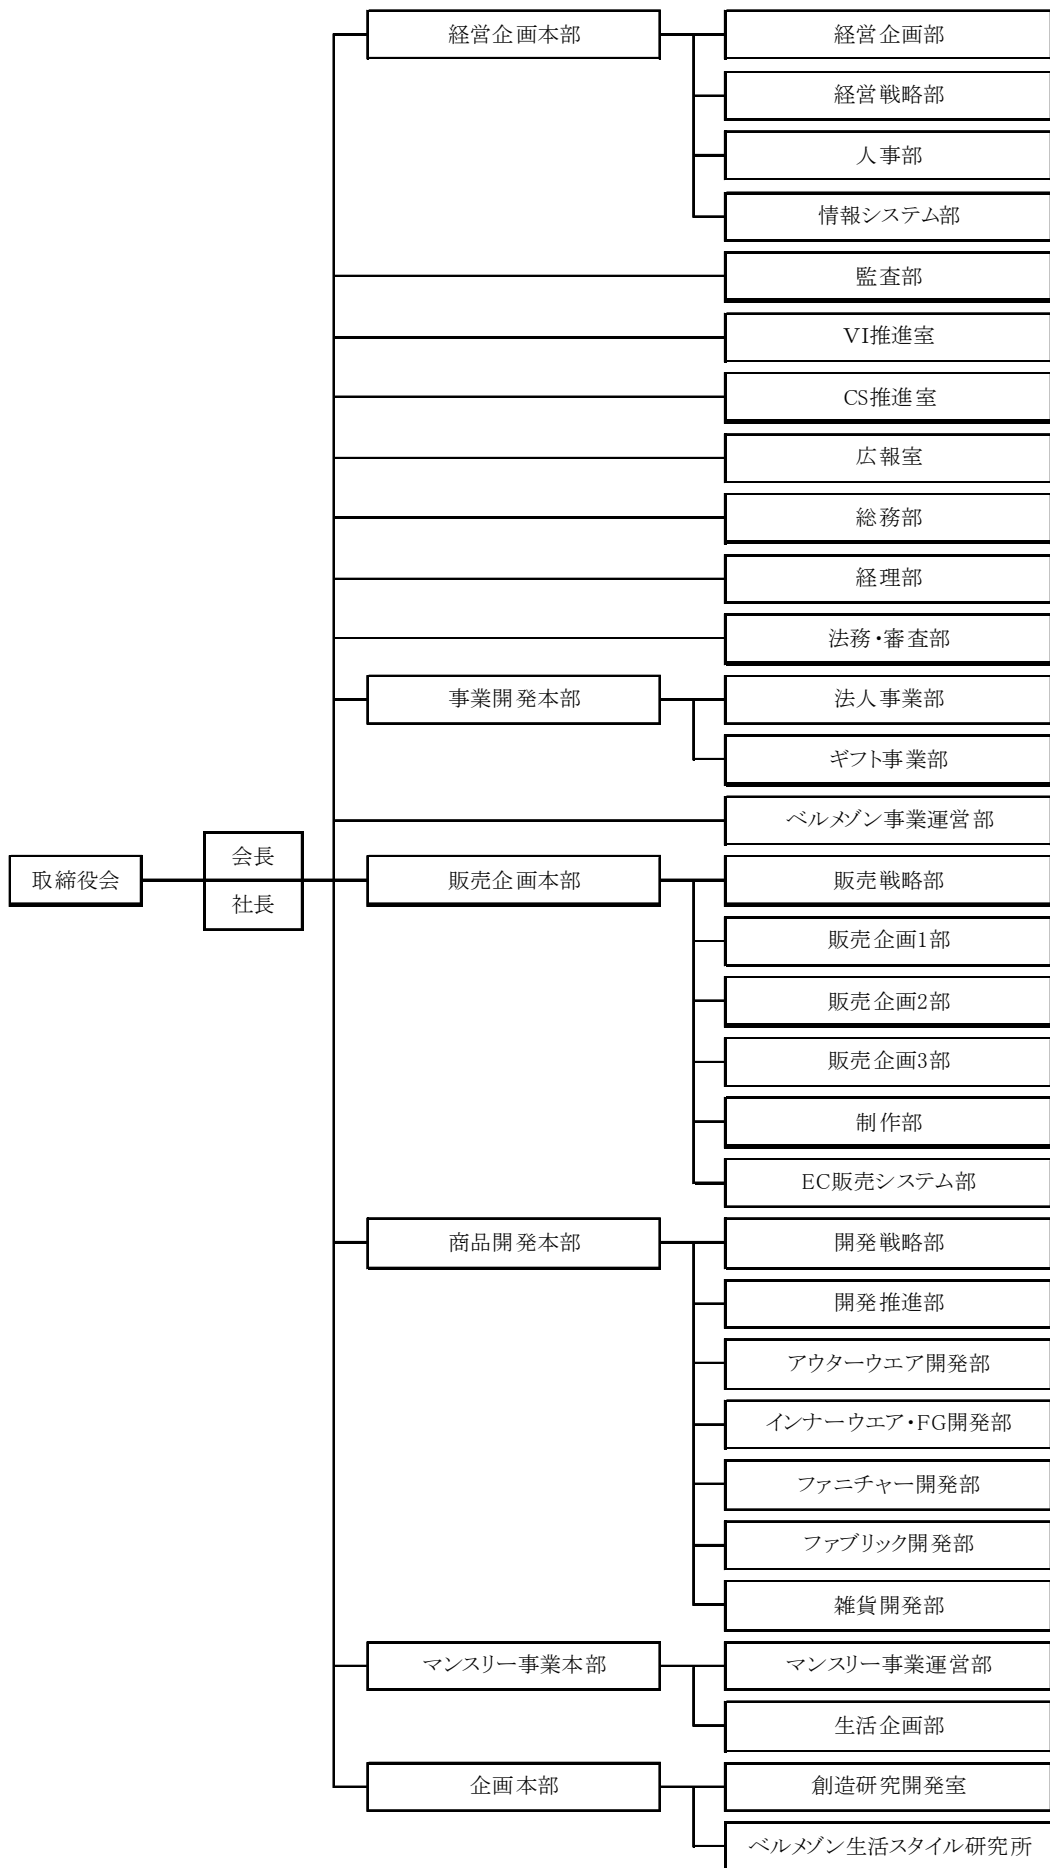 経営企画本部
経営企画部
経営戦略部
人事部
情報システム部
監査部
VI推進室
CS推進室
広報室
総務部
経理部
法務・審査部
事業開発本部
法人事業部
ギフト事業部
ベルメゾン事業運営部
取締役会
会長
社長
販売企画本部
販売戦略部
販売企画1部
販売企画2部
販売企画3部
制作部
EC販売システム部
商品開発本部
開発戦略部
開発推進部
アウターウエア開発部
インナーウエア・FG開発部
ファニチャー開発部
ファブリック開発部
雑貨開発部
マンスリー事業本部
マンスリー事業運営部
生活企画部
企画本部
創造研究開発室
ベルメゾン生活スタイル研究所